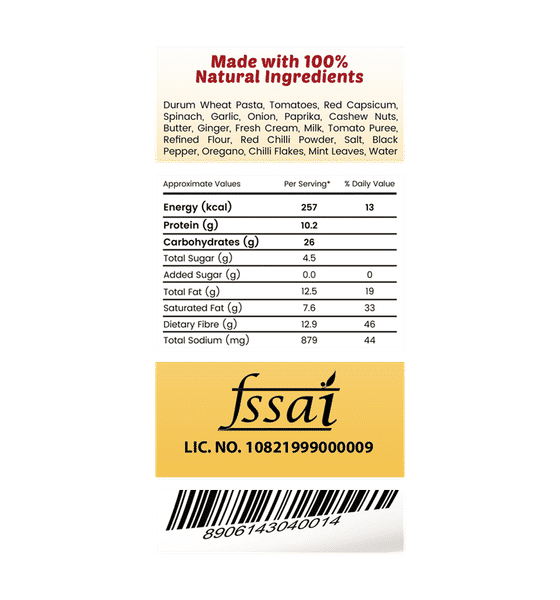 Made with 100%
Natural Ingredients
Durum Wheat Pasta, Tomatoes, Red Capsicum,
Spinach, Garlic, Onion, Paprika, Cashew Nuts,
Butter, Ginger, Fresh Cream, Milk, Tomato Puree,
Refined Flour, Red Chilli Powder, Salt, Black
Pepper, Oregano, Chilli Flakes, Mint Leaves, Water
Approximate Values Per Serving* % Daily Value
Energy (kcal) 257 13
Protein (g) 10.2
Carbohydrates (g) 26
Total Sugar (g) 4.5
Added Sugar (g) 0.0 0
Total Fat (g) 12.5 19
Saturated Fat (g) 7.6 33
Dietary Fibre (g) 12.9 46
Total Sodium (mg) 879 44
fssai
LIC. NO. 10821999000009
8906143040014